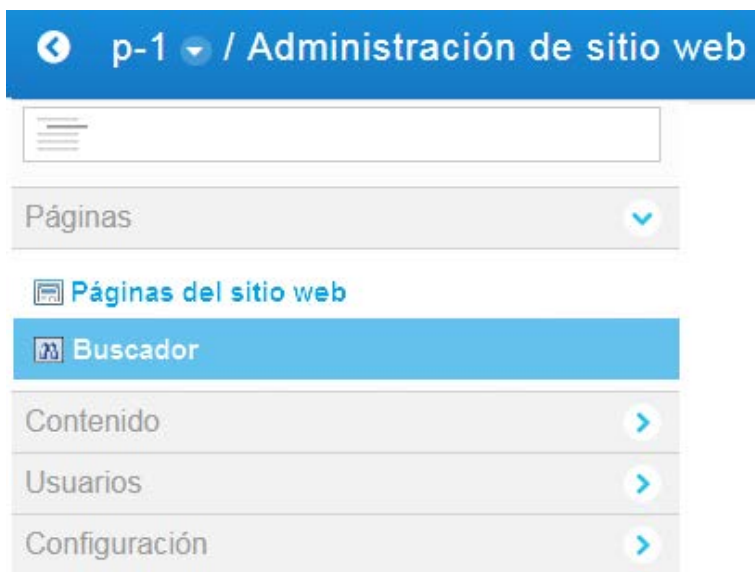 p-1 / Administración de sitio web
Páginas
Páginas del sitio web
Buscador
Contenido
Usuarios
Configuración